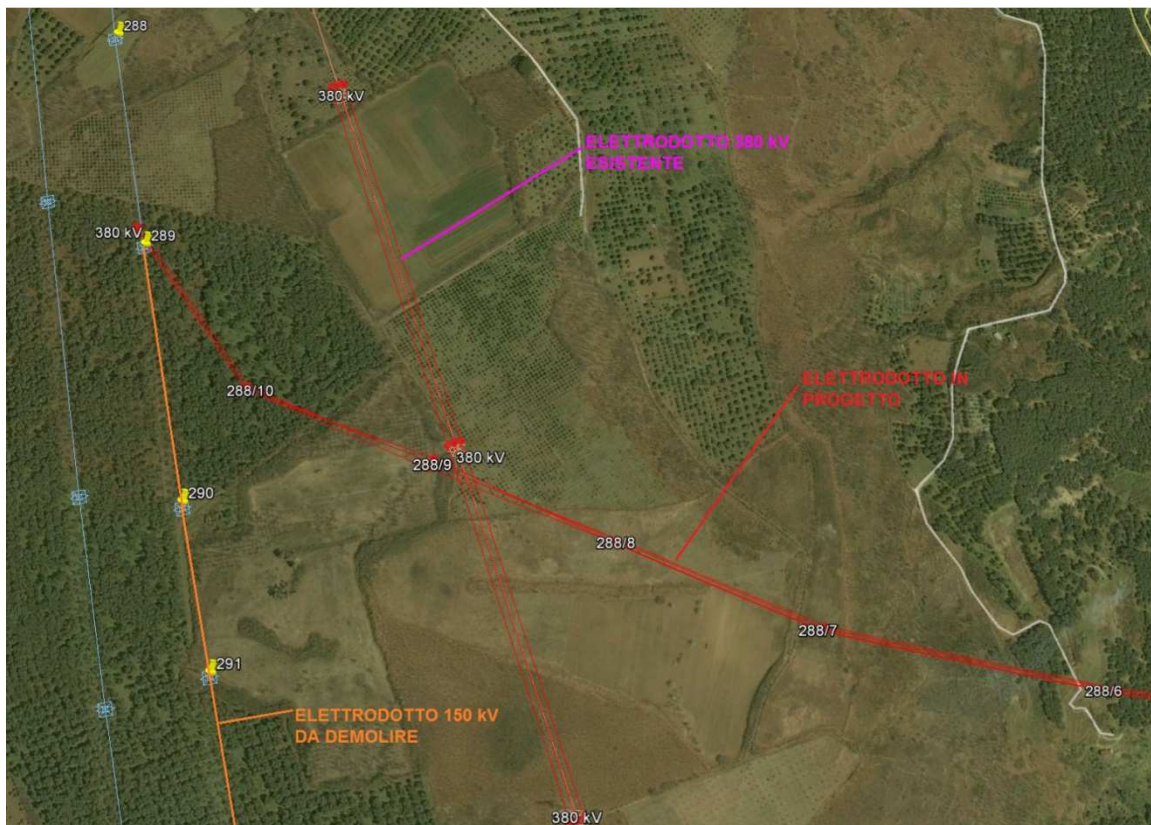 288
380 kV
ELETTRODOTTO 380 kV
ESISTENTE
380 kV
289
288/10
ELETTRODOTTO IN
PROGETTO
288/9
380 kV
290
288/8
288/7
291
288/6
ELETTRODOTTO 150 kV
DA DEMOLIRE
380 kV